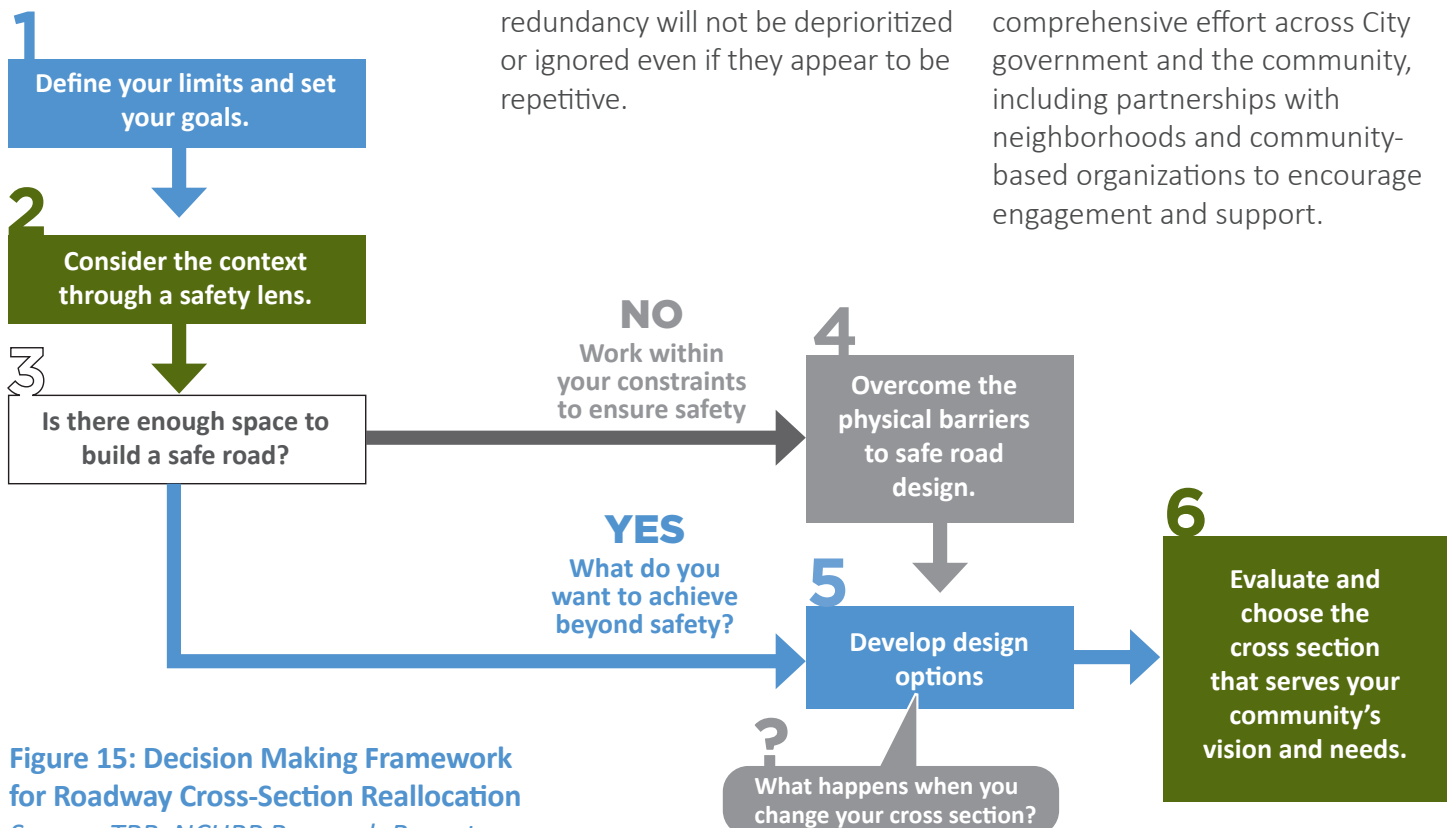 redundancy will not be deprioritized
or ignored even if they appear to be
repetitive.
comprehensive effort across City
government and the community,
including partnerships with
neighborhoods and community-
based organizations to encourage
engagement and support.
1
Define your limits and set
your goals.
2
Consider the context
through a safety lens.
3
Is there enough space to
build a safe road?
NO
Work within
your constraints
to ensure safety
4
Overcome the
physical barriers
to safe road
design.
YES
What do you
want to achieve
beyond safety?
5
Develop design
options
?
What happens when you
change your cross section?
6
Evaluate and
choose the
cross section
that serves your
community’s
vision and needs.
Figure 15: Decision Making Framework
for Roadway Cross-Section Reallocation
TRB, NCHRP Research Report